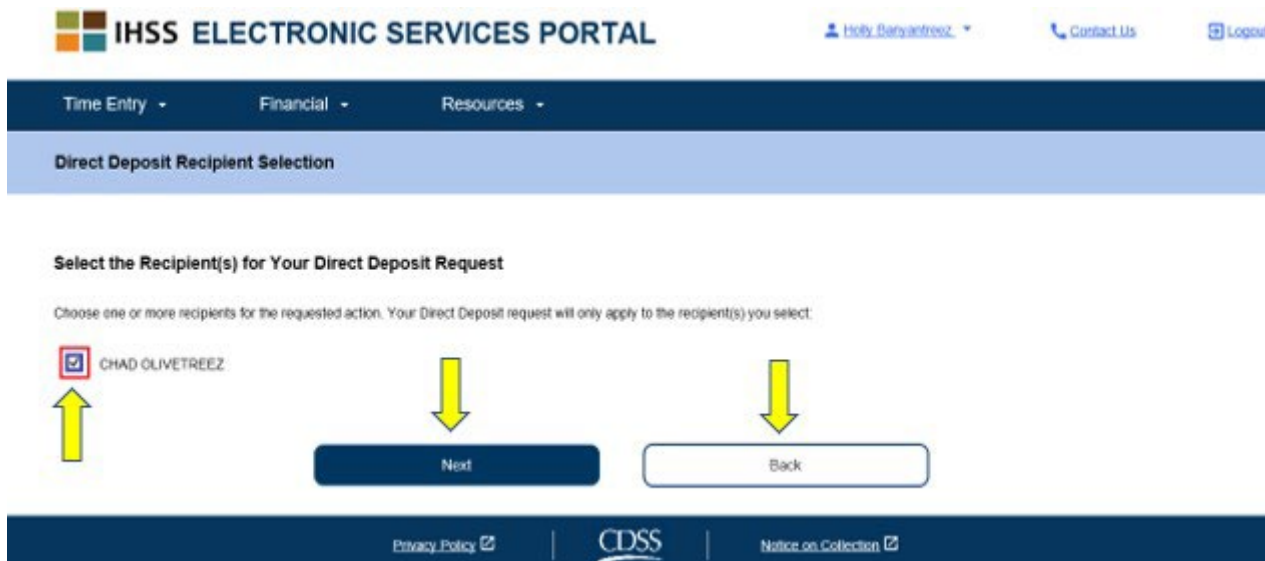 IHSS ELECTRONIC SERVICES PORTAL
Holly Banyantreez
Contact Us
Logout
Time Entry
Financial
Resources
Direct Deposit Recipient Selection
Select the Recipient(s) for Your Direct Deposit Request
Choose one or more recipients for the requested action. Your Direct Deposit request will only apply to the recipient(s) you select:
CHAD OLIVETREEZ
Next
Back
Privacy Policy
CDSS
Notice on Collection